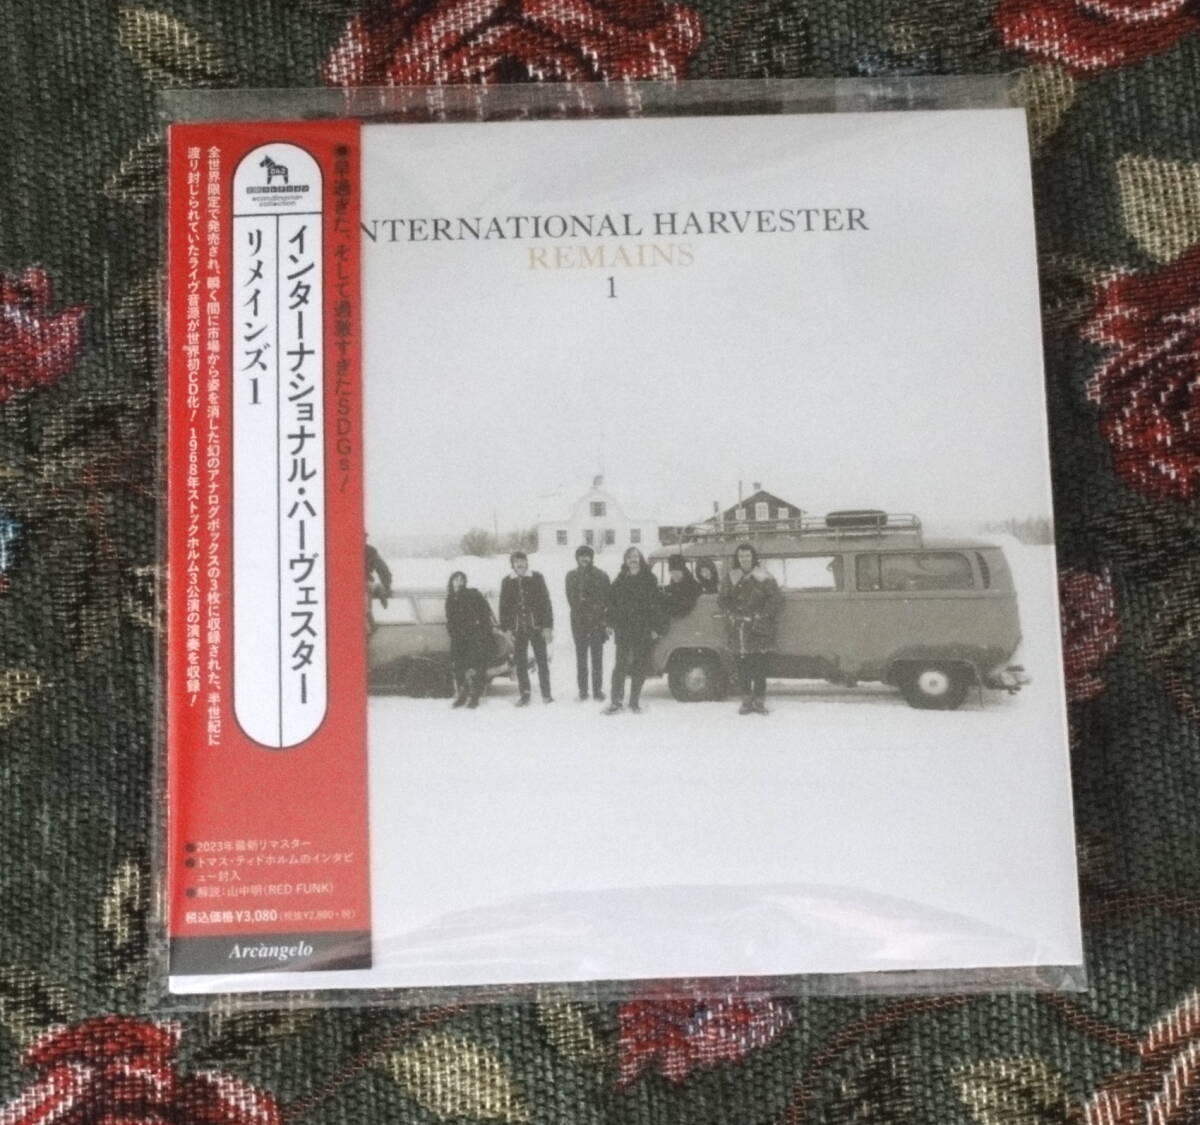 ●早過ぎた、そして過激すぎたSDGs!
インターナショナル・ハーヴェスター
リメインズ1
全世界限定で発売され、瞬く間に市場から姿を消した幻のアナログボックスの3枚に収録された、半世紀に
渡り封じられていたライヴ音源が世界初CD化! 1968年ストックホルム3公演の演奏を収録!
scandinavian
collection
●2023年最新リマスター
●トマス・ティドホルムのインタビ
ュー封入
●解説:山中明(RED FUNK)
税込価格¥3,080(税抜¥2,800+税)
Arcàngelo
NTERNATIONAL HARVESTER
REMAINS
1